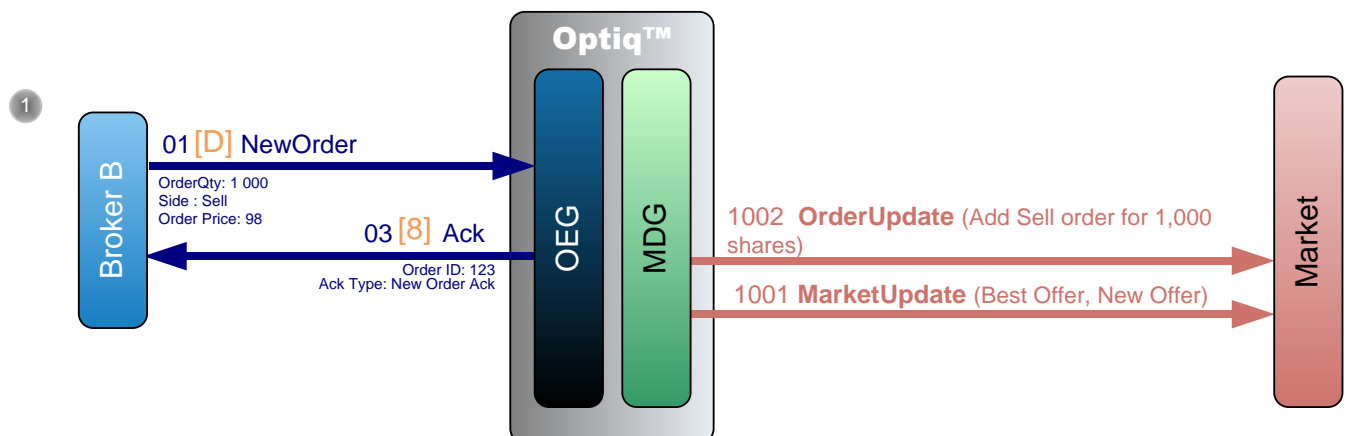 Optiq™
1
Broker B
01 [D] NewOrder
OrderQty: 1 000
Side : Sell
Order Price: 98
03 [8] Ack
Order ID: 123
Ack Type: New Order Ack
OEG
MDG
1002 OrderUpdate (Add Sell order for 1,000
shares)
1001 MarketUpdate (Best Offer, New Offer)
Market